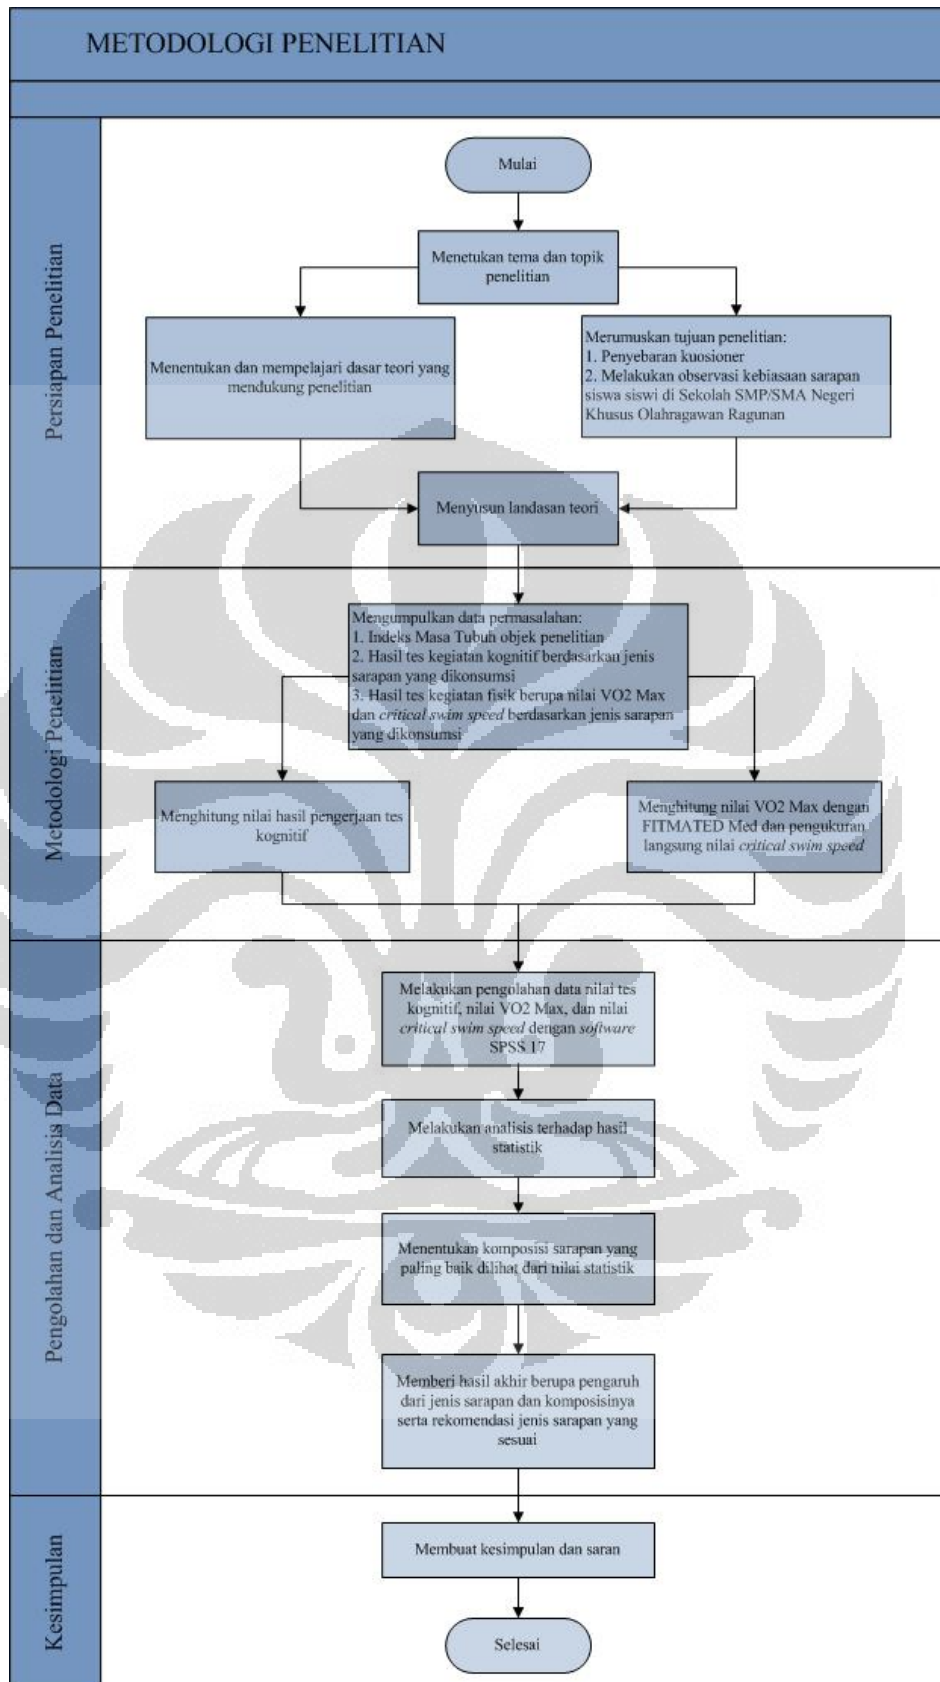 METODOLOGI PENELITIAN
Persiapan Penelitian
Mulai
Menetukan tema dan topik
penelitian
Menentukan dan mempelajari dasar teori yang
mendukung penelitian
Merumuskan tujuan penelitian:
1. Penyebaran kuosioner
2. Melakukan observasi kebiasaan sarapan
siswa siswi di Sekolah SMP/SMA Negeri
Khusus Olahragawan Ragunan
Menyusun landasan teori
Metodologi Penelitian
Mengumpulkan data permasalahan:
1. Indeks Masa Tubuh objek penelitian
2. Hasil tes kegiatan kognitif berdasarkan jenis
sarapan yang dikonsumsi
3. Hasil tes kegiatan fisik berupa nilai VO2 Max
dan critical swim speed berdasarkan jenis sarapan
yang dikonsumsi
Menghitung nilai hasil pengerjaan tes
kognitif
Menghitung nilai VO2 Max dengan
FITMATED Med dan pengukuran
langsung nilai critical swim speed
Pengolahan dan Analisis Data
Melakukan pengolahan data nilai tes
kognitif, nilai VO2 Max, dan nilai
critical swim speed dengan software
SPSS 17
Melakukan analisis terhadap hasil
statistik
Menentukan komposisi sarapan yang
paling baik dilihat dari nilai statistik
Memberi hasil akhir berupa pengaruh
dari jenis sarapan dan komposisinya
serta rekomendasi jenis sarapan yang
sesuai
Kesimpulan
Membuat kesimpulan dan saran
Selesai